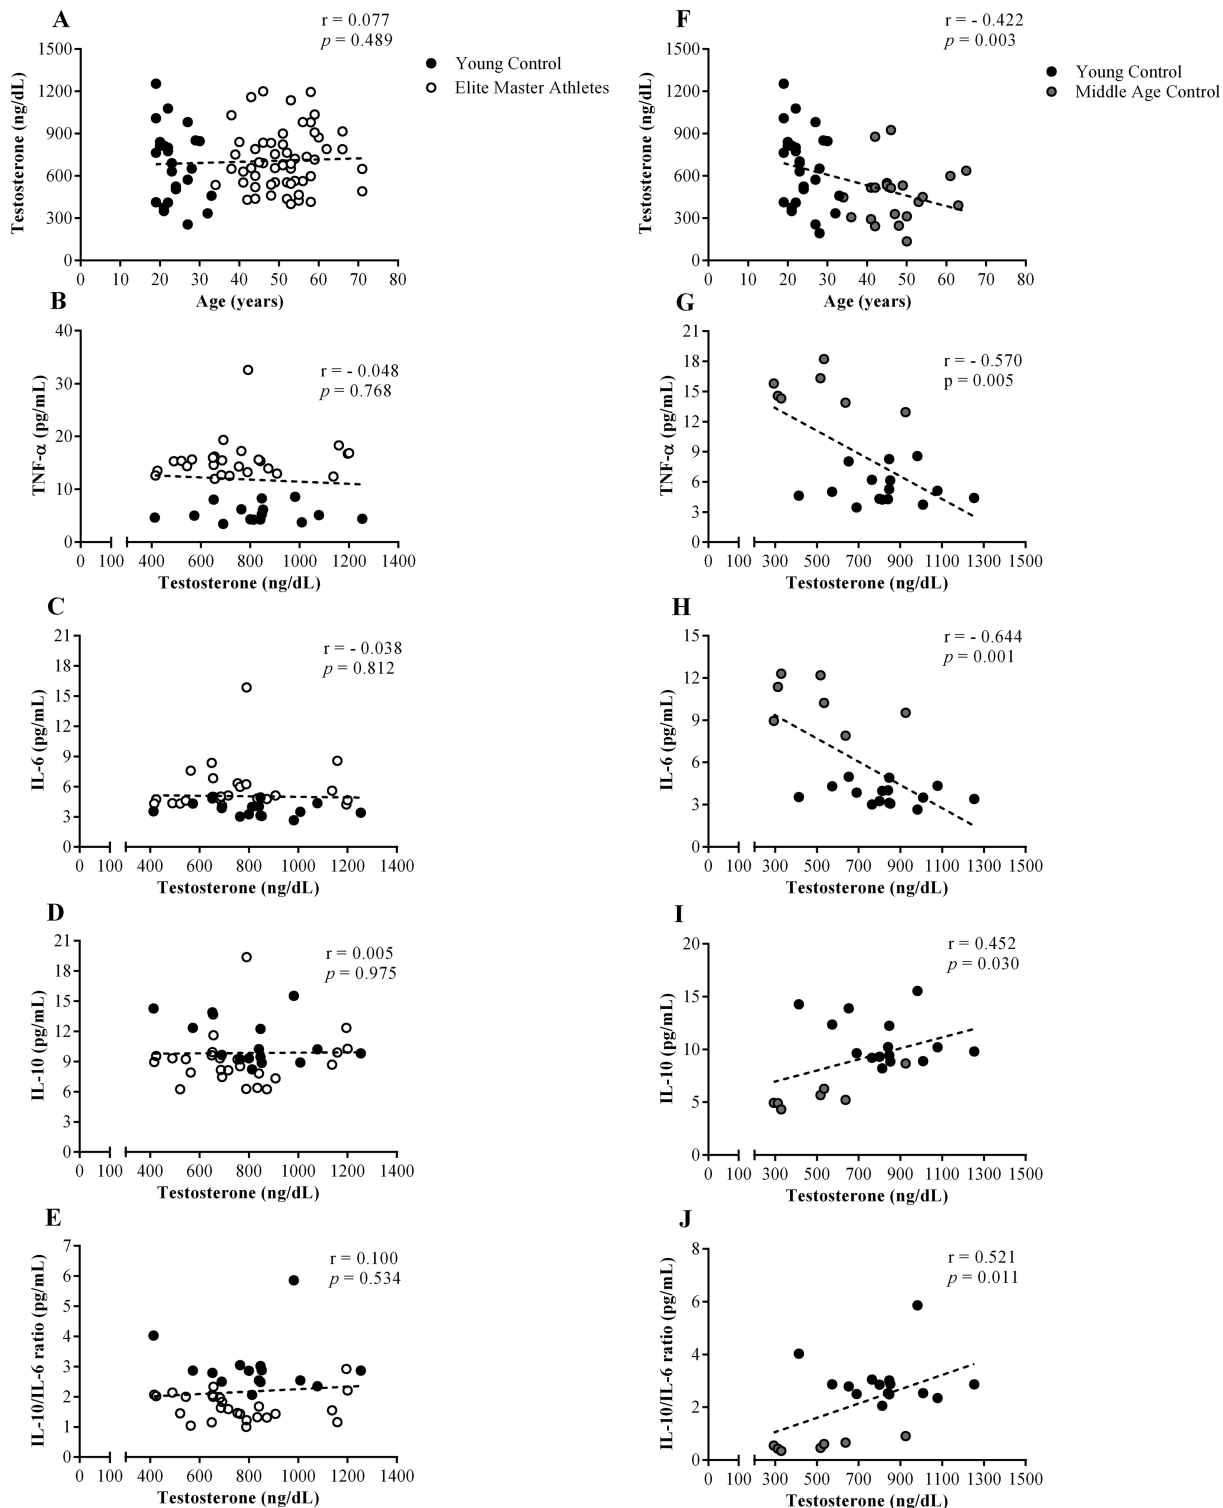 A
r = 0.077
p = 0.489
Young Control
Elite Master Athletes
Testosterone (ng/dL)
1500
1200
900
600
300
0
0 10 20 30 40 50 60 70 80
Age (years)
F
r = - 0.422
p = 0.003
Young Control
Middle Age Control
Testosterone (ng/dL)
1500
1200
900
600
300
0
0 10 20 30 40 50 60 70 80
Age (years)
B
r = - 0.048
p = 0.768
TNF-α (pg/mL)
40
30
20
10
0
0 100 400 600 800 1000 1200 1400
Testosterone (ng/dL)
G
r = - 0.570
p = 0.005
TNF-α (pg/mL)
21
18
15
12
9
6
3
0
0 100 300 500 700 900 1100 1300 1500
Testosterone (ng/dL)
C
r = - 0.038
p = 0.812
IL-6 (pg/mL)
21
18
15
12
9
6
3
0
0 100 400 600 800 1000 1200 1400
Testosterone (ng/dL)
H
r = - 0.644
p = 0.001
IL-6 (pg/mL)
15
12
9
6
3
0
0 100 300 500 700 900 1100 1300 1500
Testosterone (ng/dL)
D
r = 0.005
p = 0.975
IL-10 (pg/mL)
21
18
15
12
9
6
3
0
0 100 400 600 800 1000 1200 1400
Testosterone (ng/dL)
I
r = 0.452
p = 0.030
IL-10 (pg/mL)
20
15
10
5
0
0 100 300 500 700 900 1100 1300 1500
Testosterone (ng/dL)
E
r = 0.100
p = 0.534
IL-10/IL-6 ratio (pg/mL)
7
6
5
4
3
2
1
0
0 100 400 600 800 1000 1200 1400
Testosterone (ng/dL)
J
r = 0.521
p = 0.011
IL-10/IL-6 ratio (pg/mL)
8
6
4
2
0
0 100 300 500 700 900 1100 1300 1500
Testosterone (ng/dL)